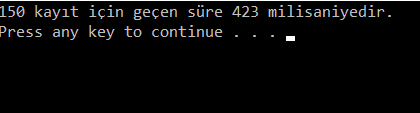 150 kayıt için geçen süre 423 milisaniyedir.
Press any key to continue . . .